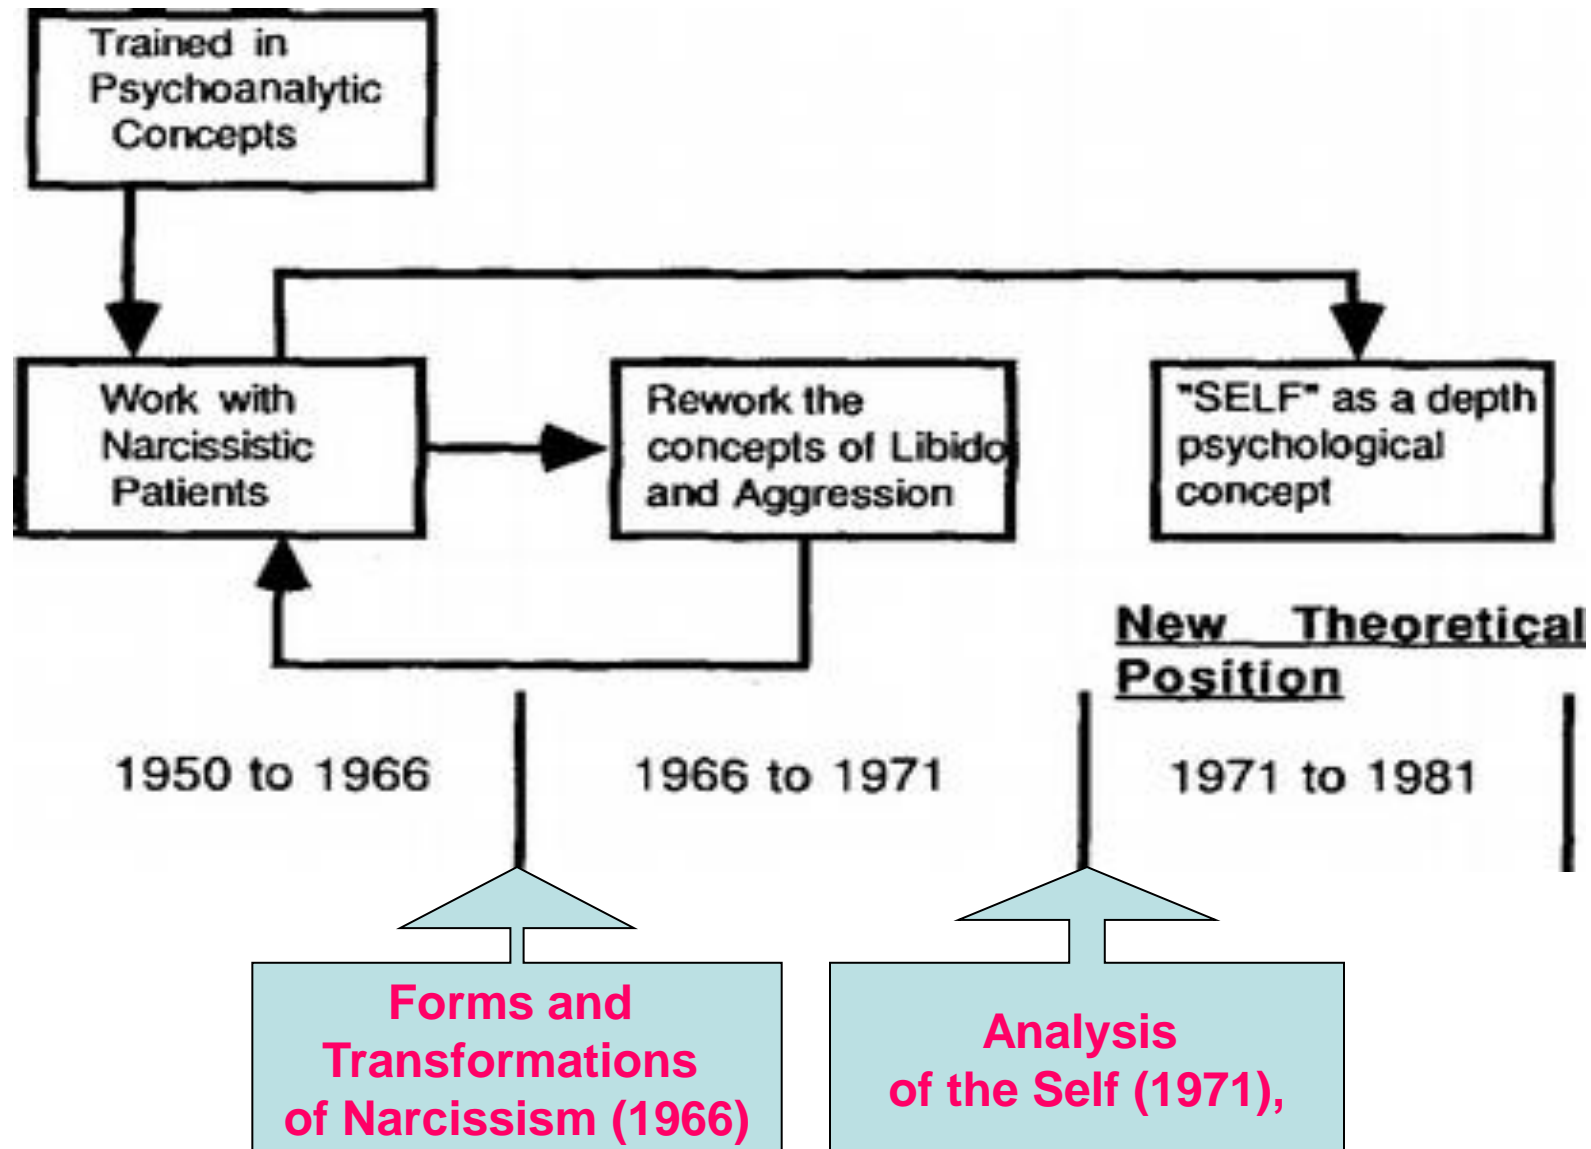 Trained in
Psychoanalytic
Concepts
Work with
Narcissistic
Patients
Rework the
concepts of Libido
and Aggression
"SELF" as a depth
psychological
concept
New Theoretical
Position
1950 to 1966
1966 to 1971
1971 to 1981
Forms and
Transformations
of Narcissism (1966)
Analysis
of the Self (1971),